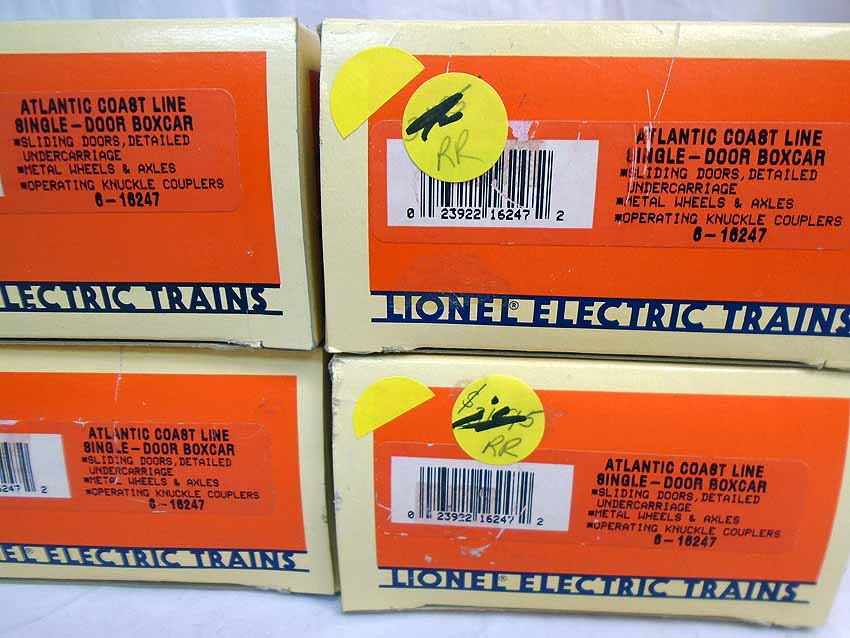 ATLANTIC COAST LINE
SINGLE-DOOR BOXCAR
*SLIDING DOORS, DETAILED
UNDERCARRIAGE
*METAL WHEELS & AXLES
*OPERATING KNUCKLE COUPLERS
6-16247
LECTRIC TRAINS
RR
ATLANTIC COAST LINE
SINGLE-DOOR BOXCAR
*SLIDING DOORS, DETAILED
UNDERCARRIAGE
*METAL WHEELS & AXLES
*OPERATING KNUCKLE COUPLERS
6-16247
0 23922 16247 2
LIONEL® ELECTRIC TRAINS
ATLANTIC COAST LINE
SINGLE-DOOR BOXCAR
*SLIDING DOORS, DETAILED
UNDERCARRIAGE
*METAL WHEELS & AXLES
*OPERATING KNUCKLE COUPLERS
6-16247
6247 2
NEL® ELECTRIC TRAINS
$
RR
ATLANTIC COAST LINE
SINGLE-DOOR BOXCAR
*SLIDING DOORS, DETAILED
UNDERCARRIAGE
*METAL WHEELS & AXLES
*OPERATING KNUCKLE COUPLERS
6-16247
0 23922 16247 2
LIONEL® ELECTRIC TRAINS